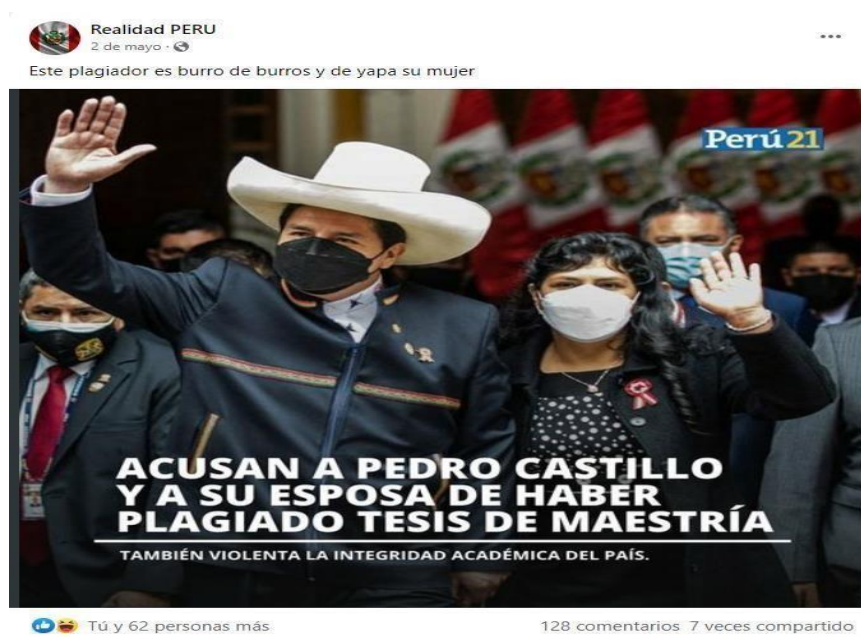 Realidad PERU
2 de mayo ·
Este plagiador es burro de burros y de yapa su mujer
Perú21
ACUSAN A PEDRO CASTILLO
Y A SU ESPOSA DE HABER
PLAGIADO TESIS DE MAESTRÍA
TAMBIÉN VIOLENTA LA INTEGRIDAD ACADÉMICA DEL PAÍS.
Tú y 62 personas más 128 comentarios 7 veces compartido